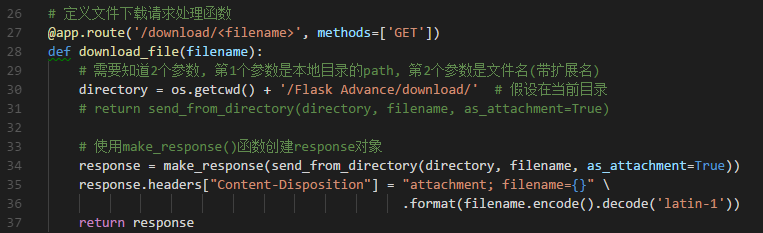 26 # 定义文件下载请求处理函数
27 @app.route('/download/<filename>', methods=['GET'])
28 def download_file(filename):
29 # 需要知道2个参数, 第1个参数是本地目录的path, 第2个参数是文件名(带扩展名)
30 directory = os.getcwd() + '/Flask Advance/download/' # 假设在当前目录
31 # return send_from_directory(directory, filename, as_attachment=True)
32
33 # 使用make_response()函数创建response对象
34 response = make_response(send_from_directory(directory, filename, as_attachment=True))
35 response.headers["Content-Disposition"] = "attachment; filename={}" \
36 .format(filename.encode().decode('latin-1'))
37 return response